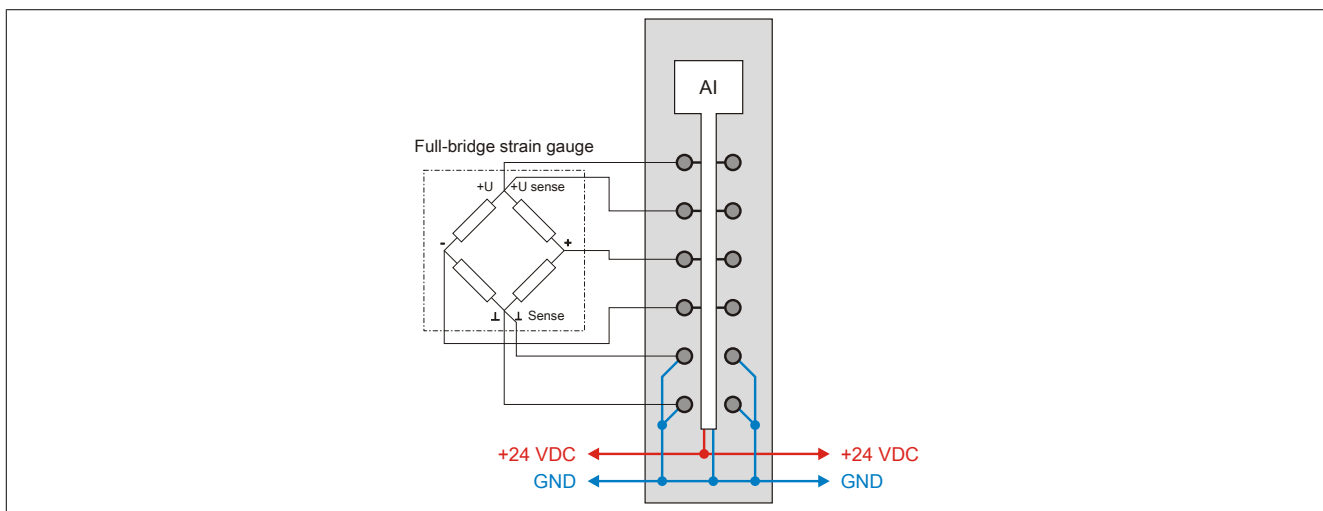 AI
Full-bridge strain gauge
+U +U sense
- +
⊥ ⊥ Sense
+24 VDC +24 VDC
GND GND